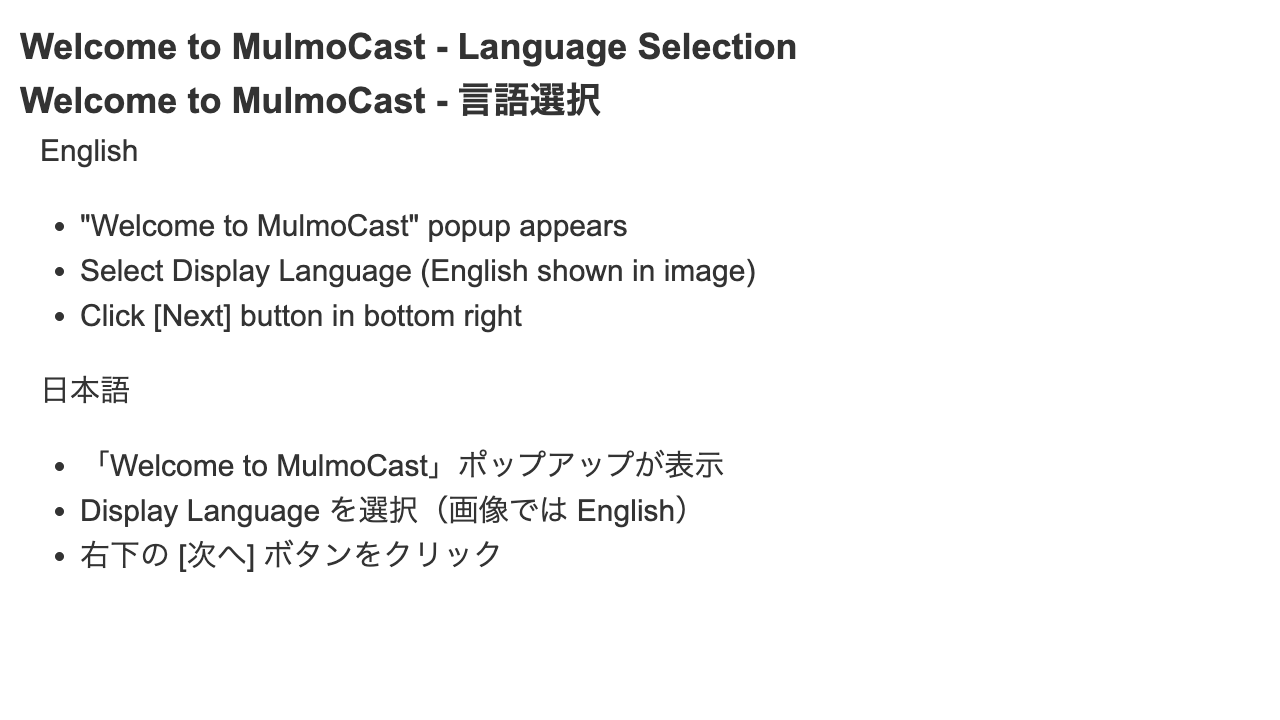 Welcome to MulmoCast - Language Selection
Welcome to MulmoCast - 言語選択
English
• "Welcome to MulmoCast" popup appears
• Select Display Language (English shown in image)
• Click [Next] button in bottom right
日本語
• 「Welcome to MulmoCast」ポップアップが表示
• Display Language を選択（画像では English）
• 右下の [次へ] ボタンをクリック